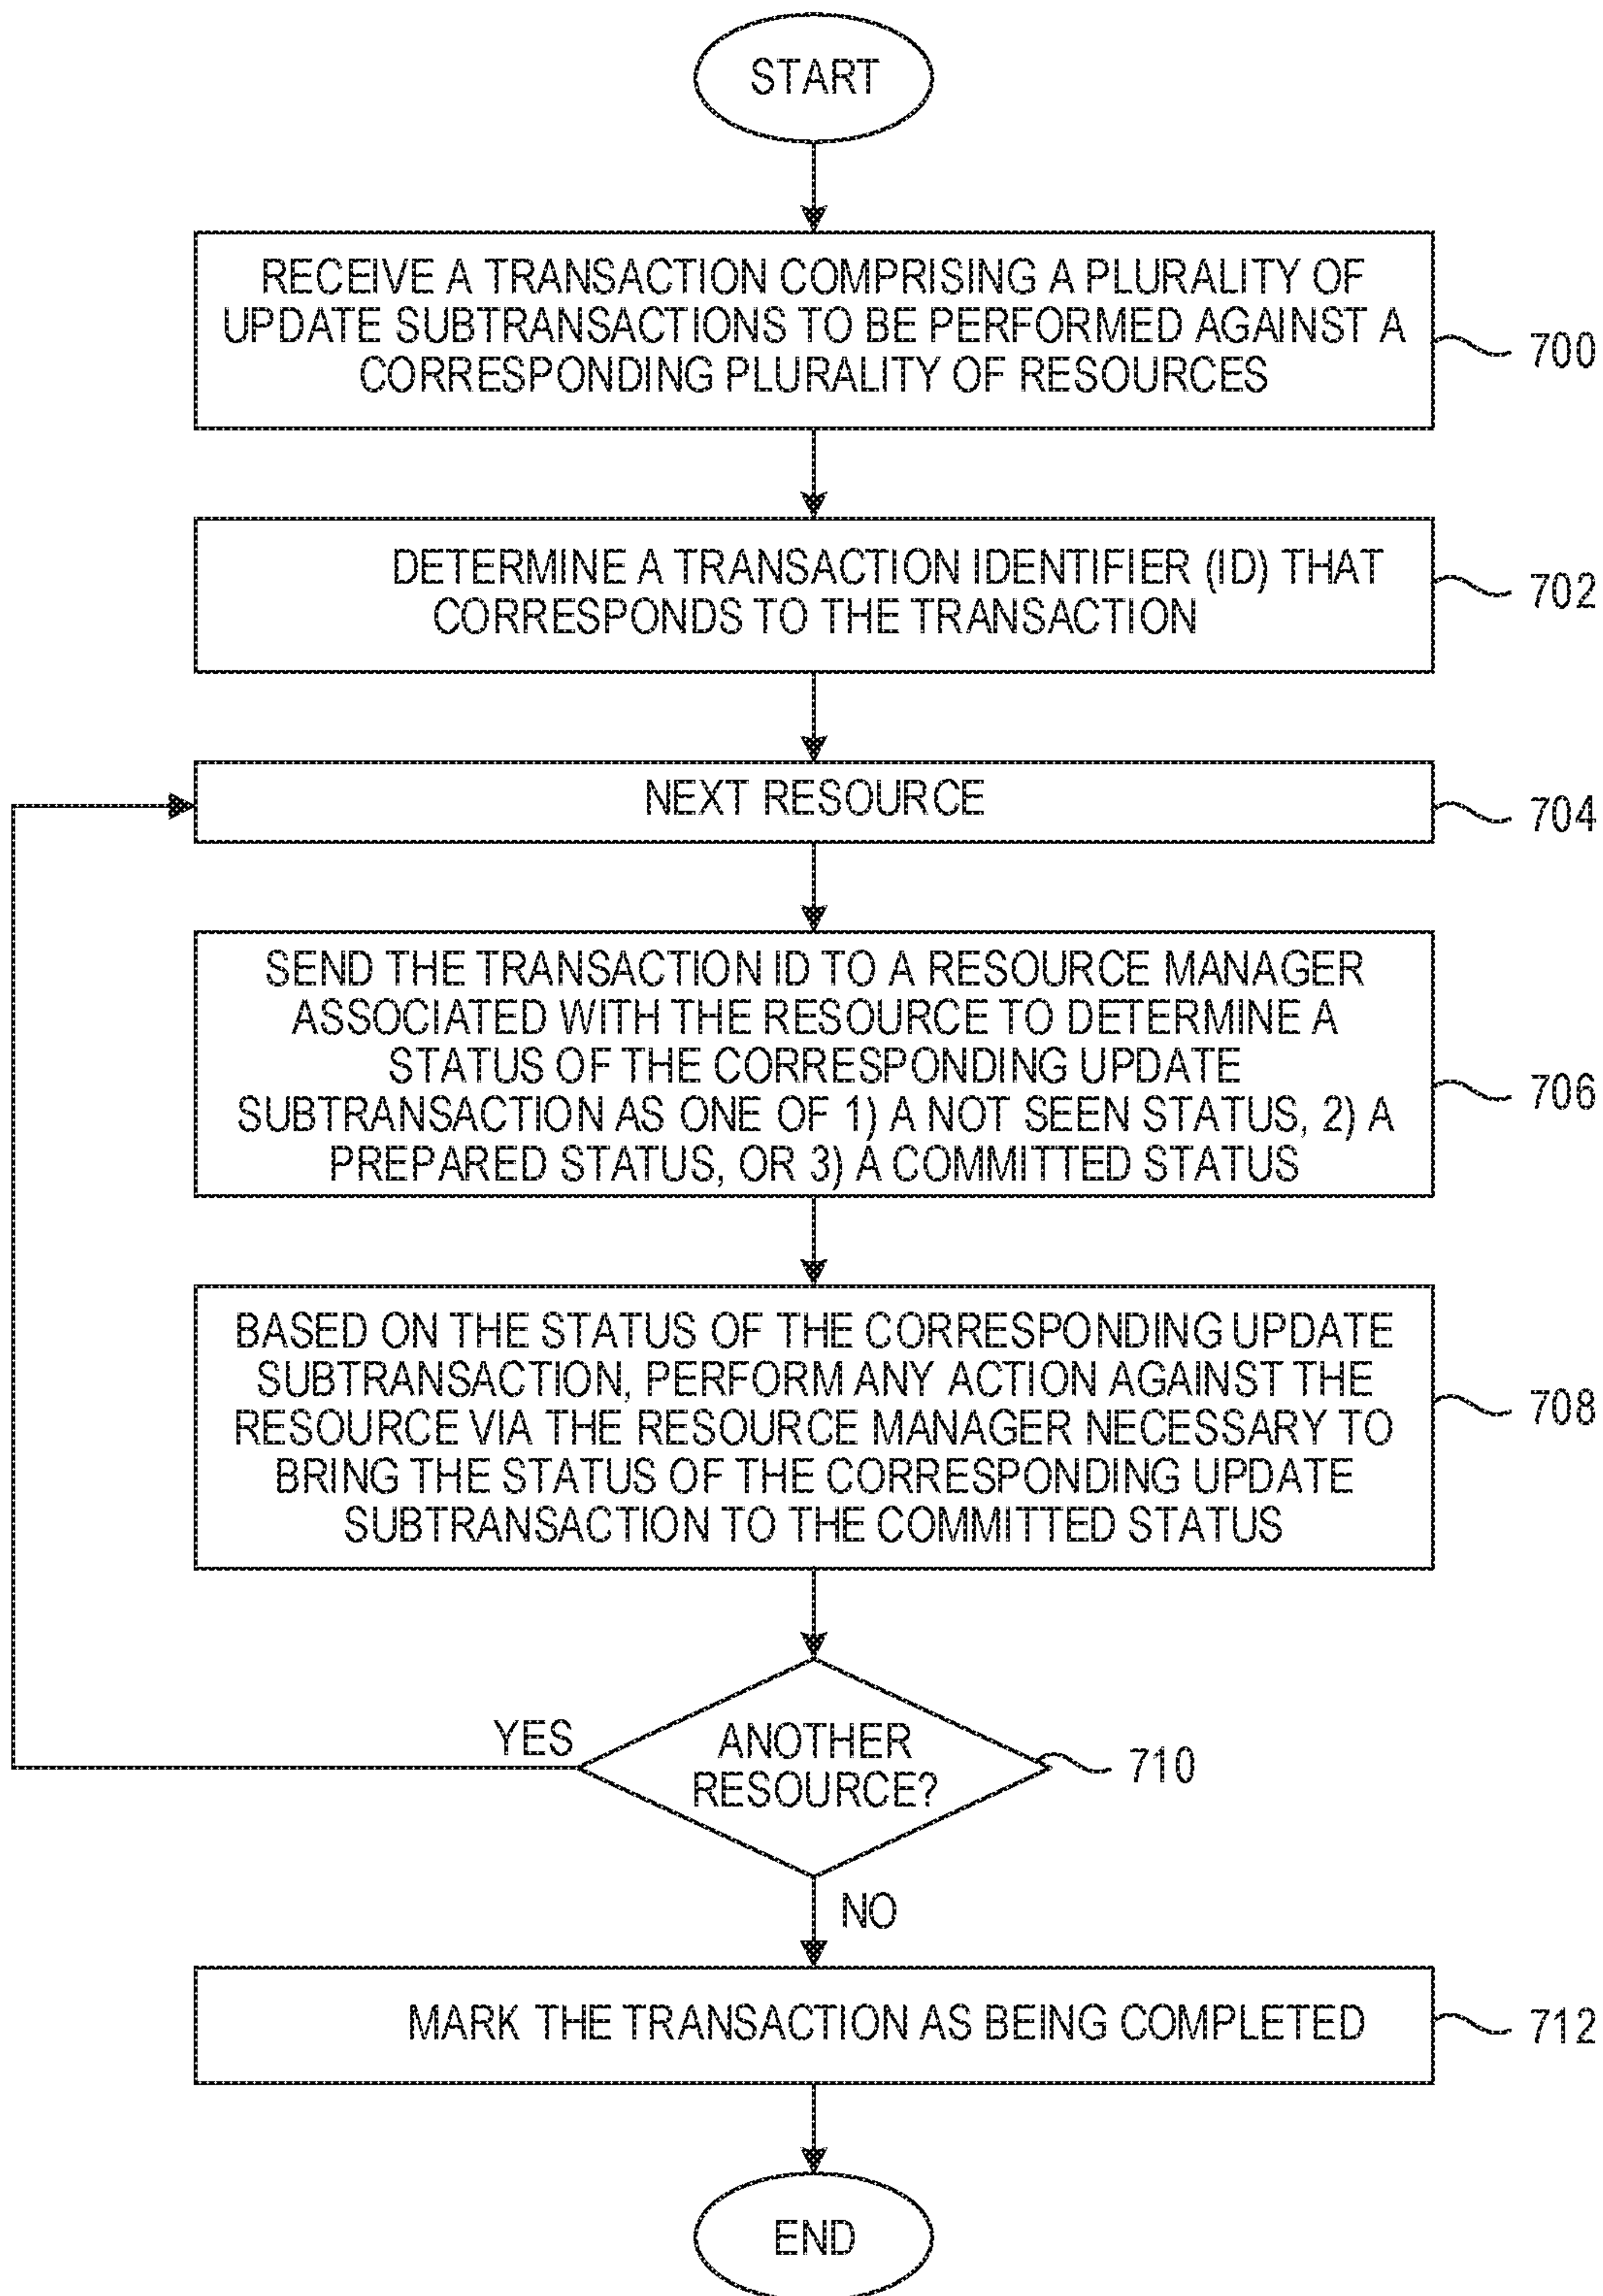 START
RECEIVE A TRANSACTION COMPRISING A PLURALITY OF
UPDATE SUBTRANSACTIONS TO BE PERFORMED AGAINST A
CORRESPONDING PLURALITY OF RESOURCES
700
DETERMINE A TRANSACTION IDENTIFIER (ID) THAT
CORRESPONDS TO THE TRANSACTION
702
NEXT RESOURCE
704
SEND THE TRANSACTION ID TO A RESOURCE MANAGER
ASSOCIATED WITH THE RESOURCE TO DETERMINE A
STATUS OF THE CORRESPONDING UPDATE
SUBTRANSACTION AS ONE OF 1) A NOT SEEN STATUS, 2) A
PREPARED STATUS, OR 3) A COMMITTED STATUS
706
BASED ON THE STATUS OF THE CORRESPONDING UPDATE
SUBTRANSACTION, PERFORM ANY ACTION AGAINST THE
RESOURCE VIA THE RESOURCE MANAGER NECESSARY TO
BRING THE STATUS OF THE CORRESPONDING UPDATE
SUBTRANSACTION TO THE COMMITTED STATUS
708
YES
ANOTHER
RESOURCE?
710
NO
MARK THE TRANSACTION AS BEING COMPLETED
712
END